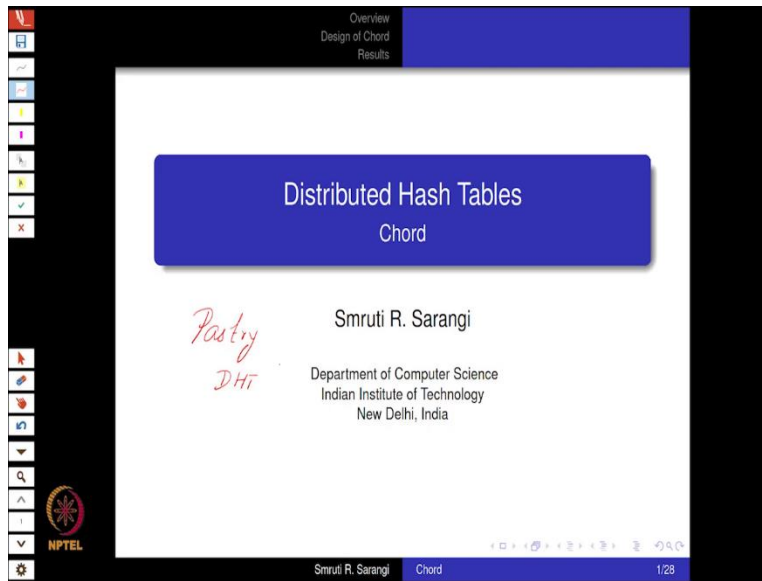 Overview
Design of Chord
Results
Distributed Hash Tables
Chord
Pastry
DHT
Smruti R. Sarangi
Department of Computer Science
Indian Institute of Technology
New Delhi, India
NPTEL
Smruti R. Sarangi Chord 1/28